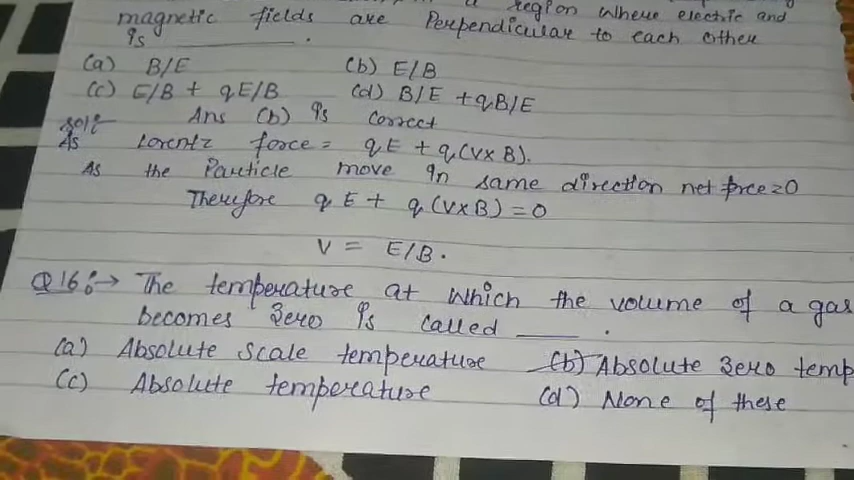 region where electric and
magnetic fields are Perpendicular to each other
is ______ .
(a) B/E (b) E/B
(c) E/B + qE/B (d) B/E + qB/E
Sol:- Ans (b) is correct
As Lorentz force = qE + q(V×B).
As the Particle move in same direction net force=0
Therefore qE + q(V×B) = 0
V = E/B.
Q16:→ The temperature at which the volume of a gas
becomes zero is called ____ .
(a) Absolute scale temperature (b) Absolute zero temp
(c) Absolute temperature (d) None of these